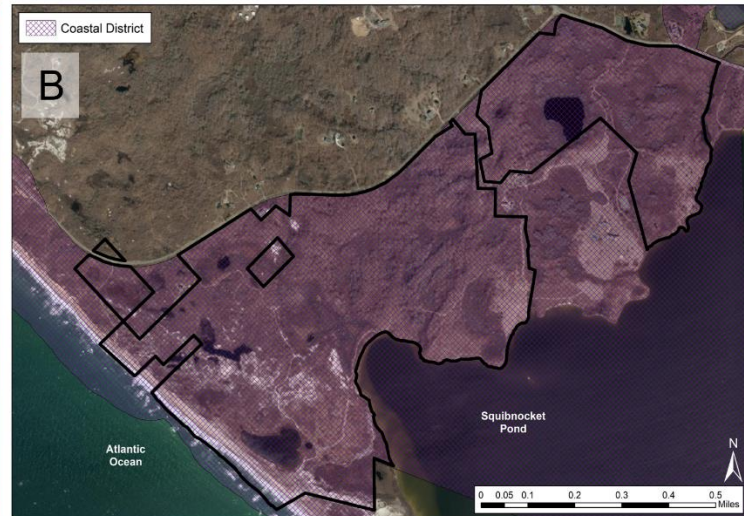 Coastal District
B
Squibnocket
Pond
Atlantic
Ocean
N
0 0.05 0.1 0.2 0.3 0.4 0.5
Miles